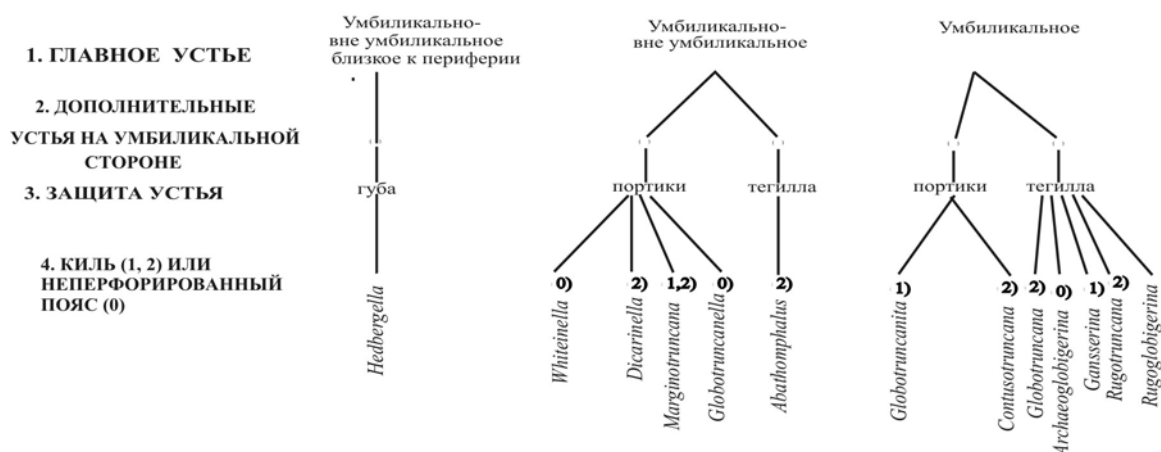 Умбиликально-
вне умбиликальное
близкое к периферии
Умбиликально-
вне умбиликальное
Умбиликальное
1. ГЛАВНОЕ УСТЬЕ
2. ДОПОЛНИТЕЛЬНЫЕ
УСТЬЯ НА УМБИЛИКАЛЬНОЙ
СТОРОНЕ
3. ЗАЩИТА УСТЬЯ
губа
портики
тегилла
портики
тегилла
4. КИЛЬ (1, 2) ИЛИ
НЕПЕРФОРИРОВАННЫЙ
ПОЯС (0)
0)
2)
1,2)
0)
2)
1)
2)
2)
0)
1)
2)
Hedbergella
Whiteinella
Dicarinella
Marginotruncana
Globotruncanella
Abathomphalus
Globotruncanita
Contusotruncana
Globotruncana
Archaeoglobigerina
Gansserina
Rugotruncana
Rugoglobigerina